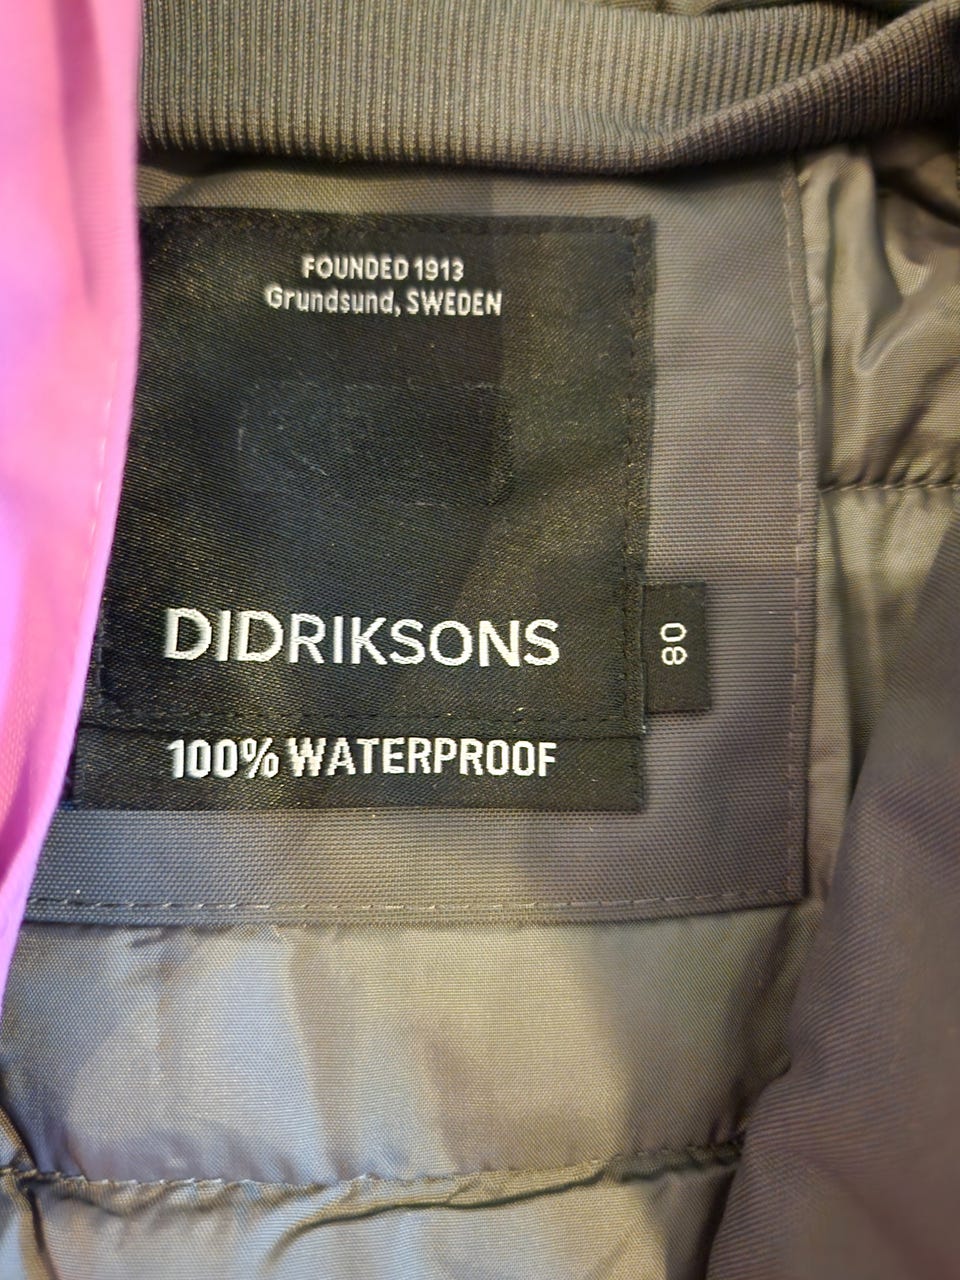 FOUNDED 1913
Grundsund, SWEDEN
DIDRIKSONS
80
100% WATERPROOF